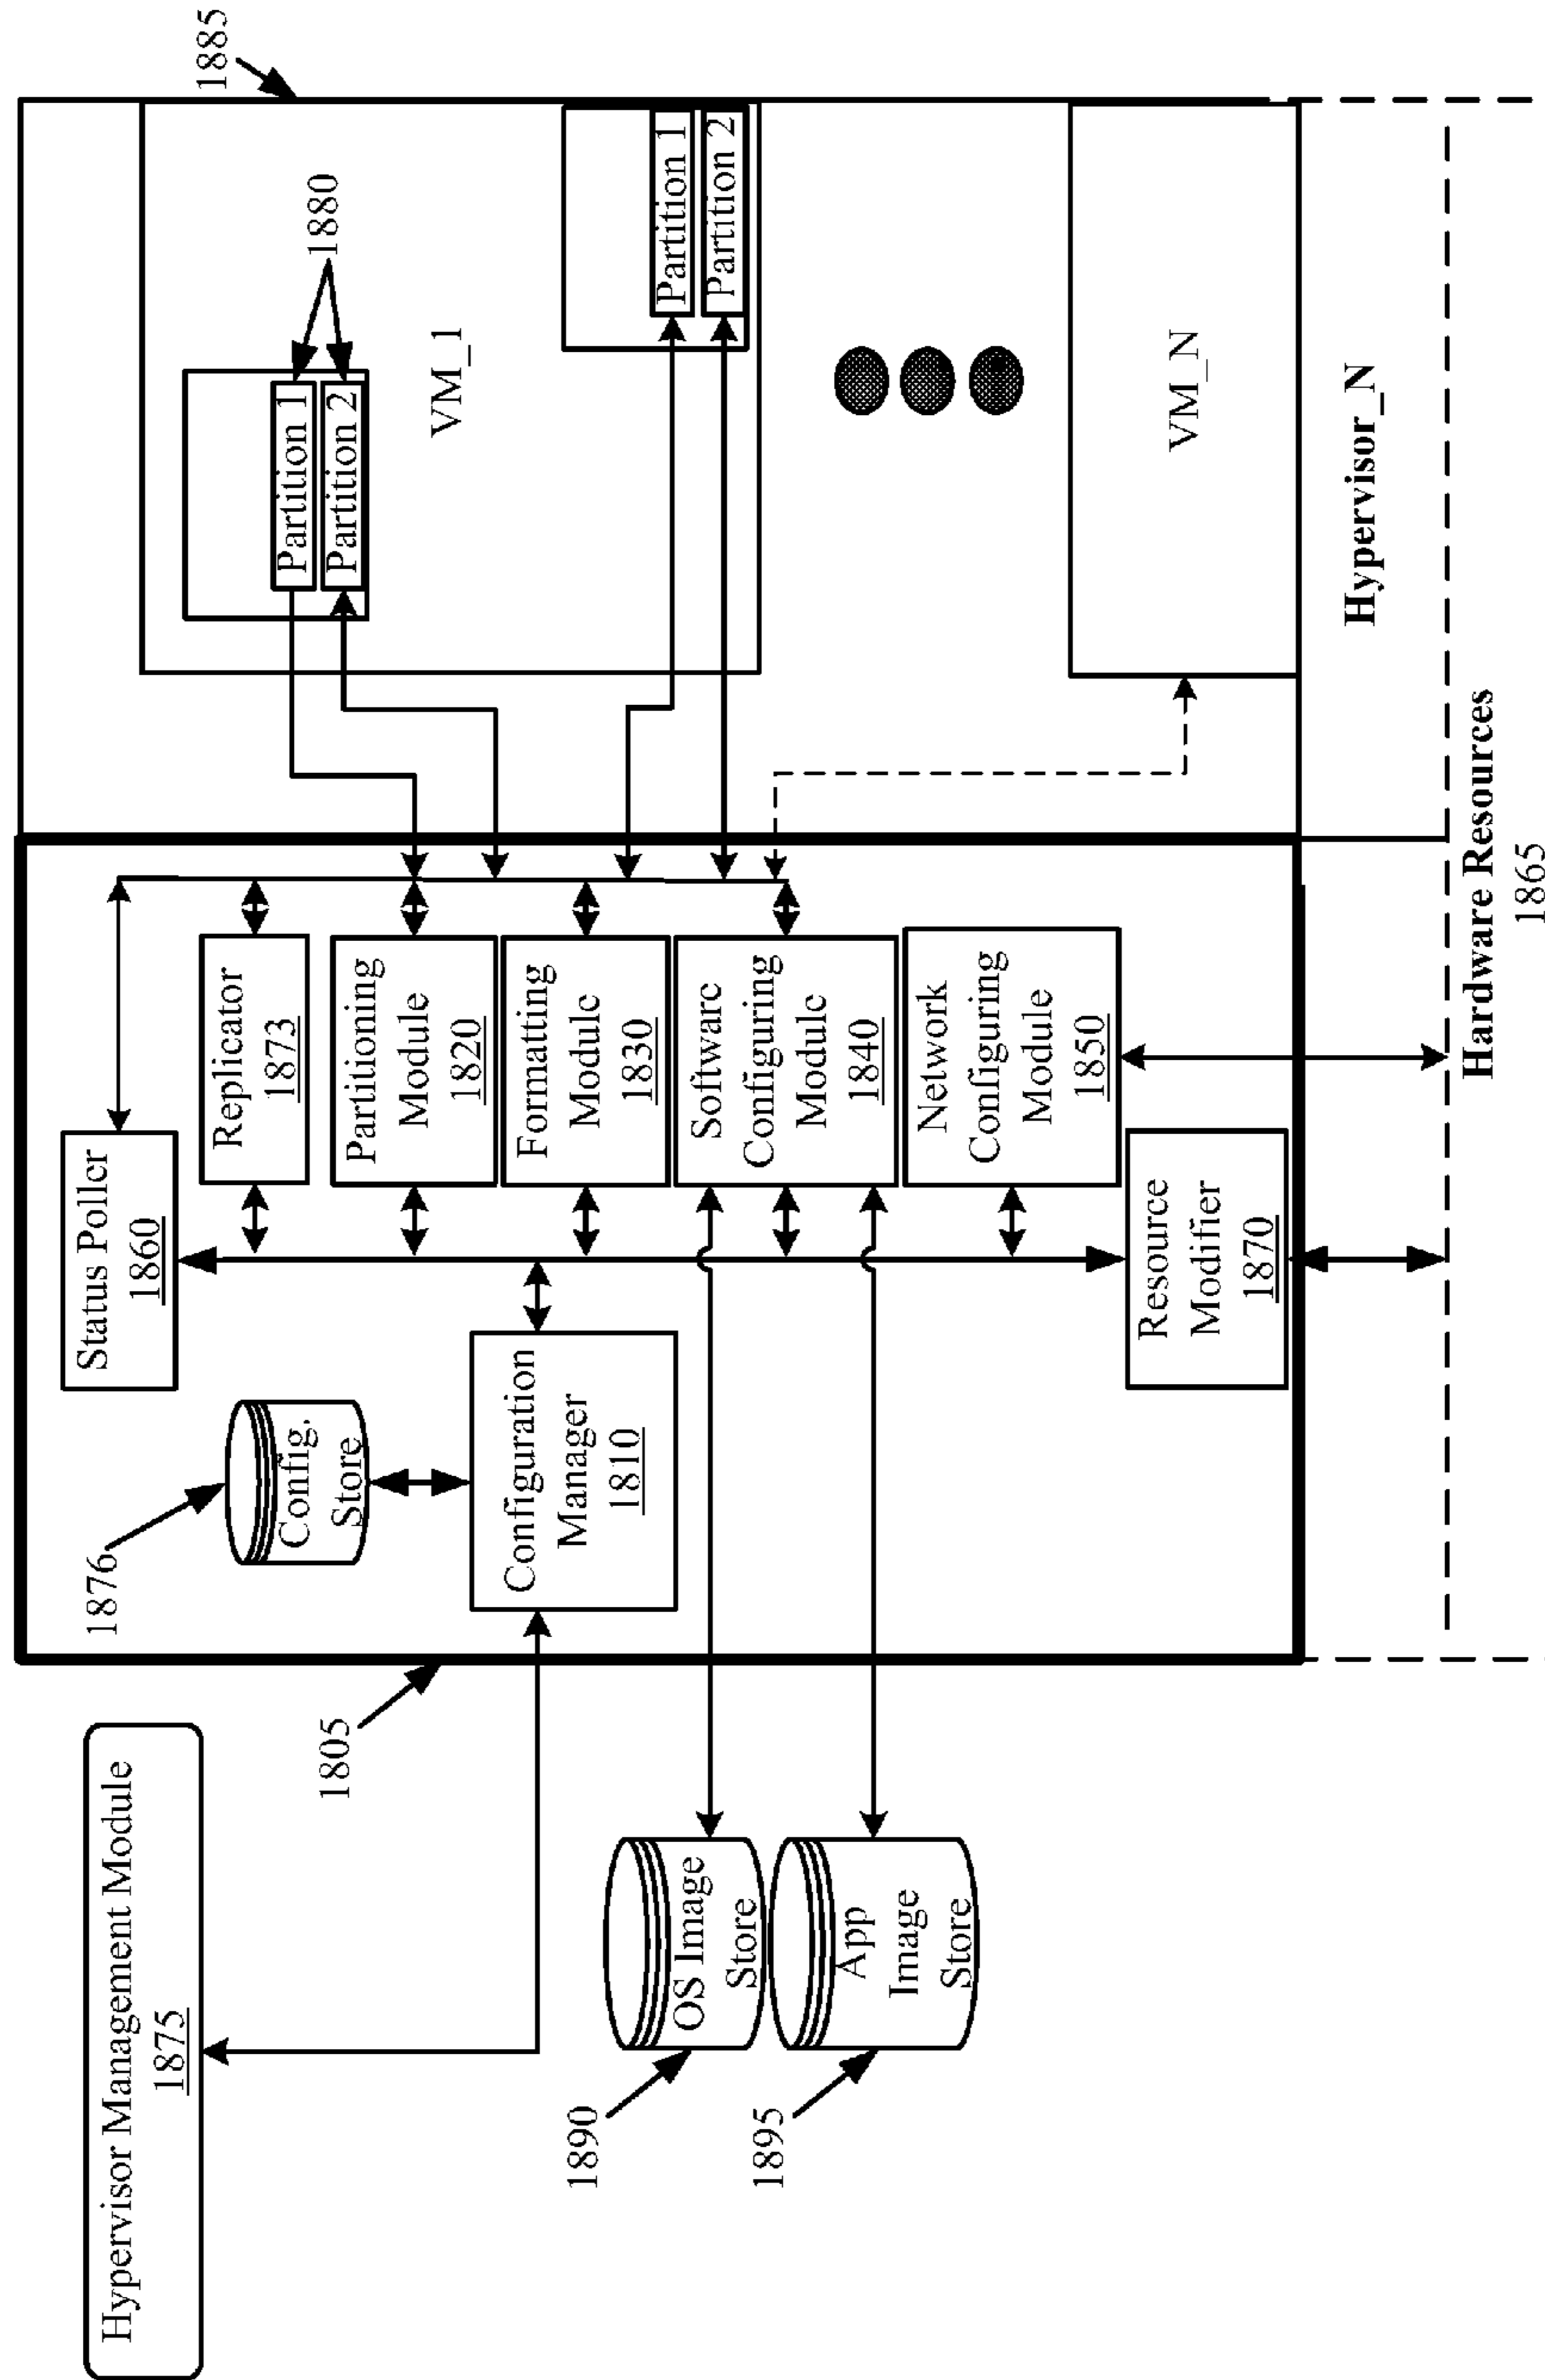 Hypervisor Management Module
1875
1805
1876
Config.
Store
Configuration
Manager
1810
Status Poller
1860
Replicator
1873
Partitioning
Module
1820
Formatting
Module
1830
Software
Configuring
Module
1840
Network
Configuring
Module
1850
Resource
Modifier
1870
1890
OS Image
Store
1895
App
Image
Store
1885
1880
Partition 1
Partition 2
VM_1
Partition 1
Partition 2
VM_N
Hypervisor_N
Hardware Resources
1865